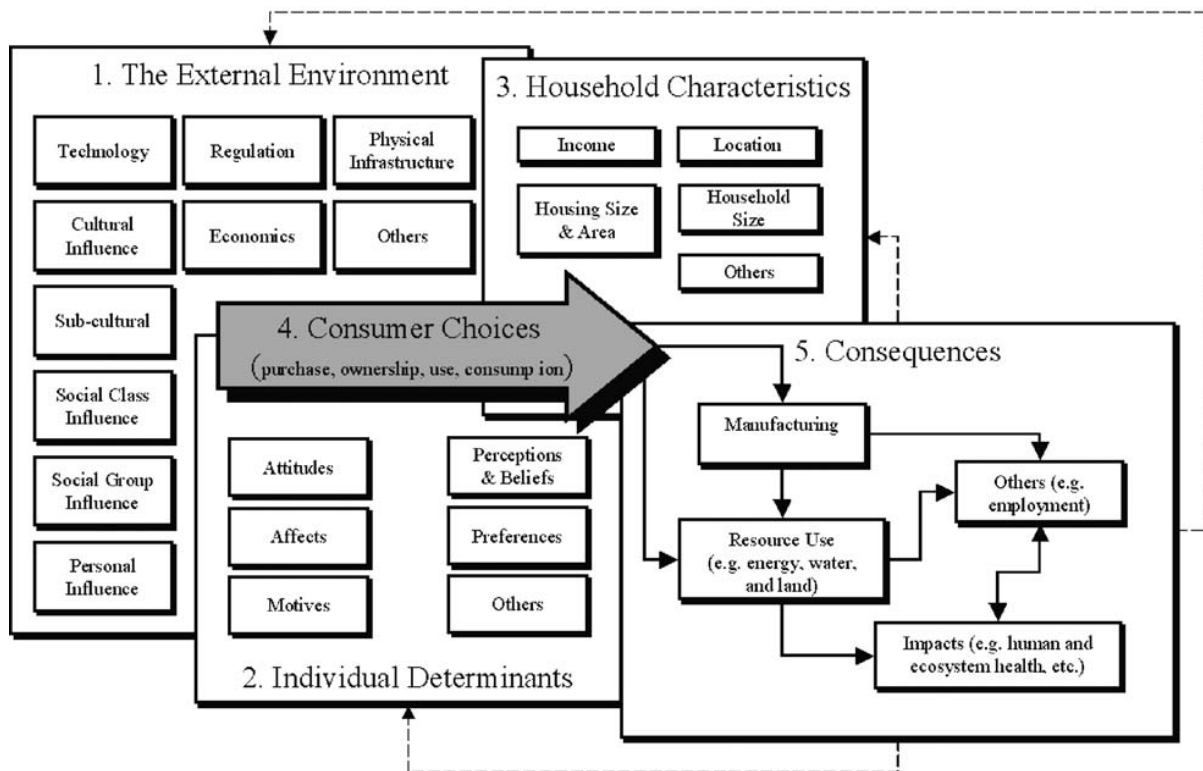 1. The External Environment
Technology
Regulation
Physical
Infrastructure
Cultural
Influence
Economics
Others
Sub-cultural
Social Class
Influence
Social Group
Influence
Personal
Influence
3. Household Characteristics
Income
Location
Housing Size
& Area
Household
Size
Others
4. Consumer Choices
(purchase, ownership, use, consump ion)
Attitudes
Perceptions
& Beliefs
Affects
Preferences
Motives
Others
2. Individual Determinants
5. Consequences
Manufacturing
Others (e.g.
employment)
Resource Use
(e.g. energy, water,
and land)
Impacts (e.g. human and
ecosystem health, etc.)